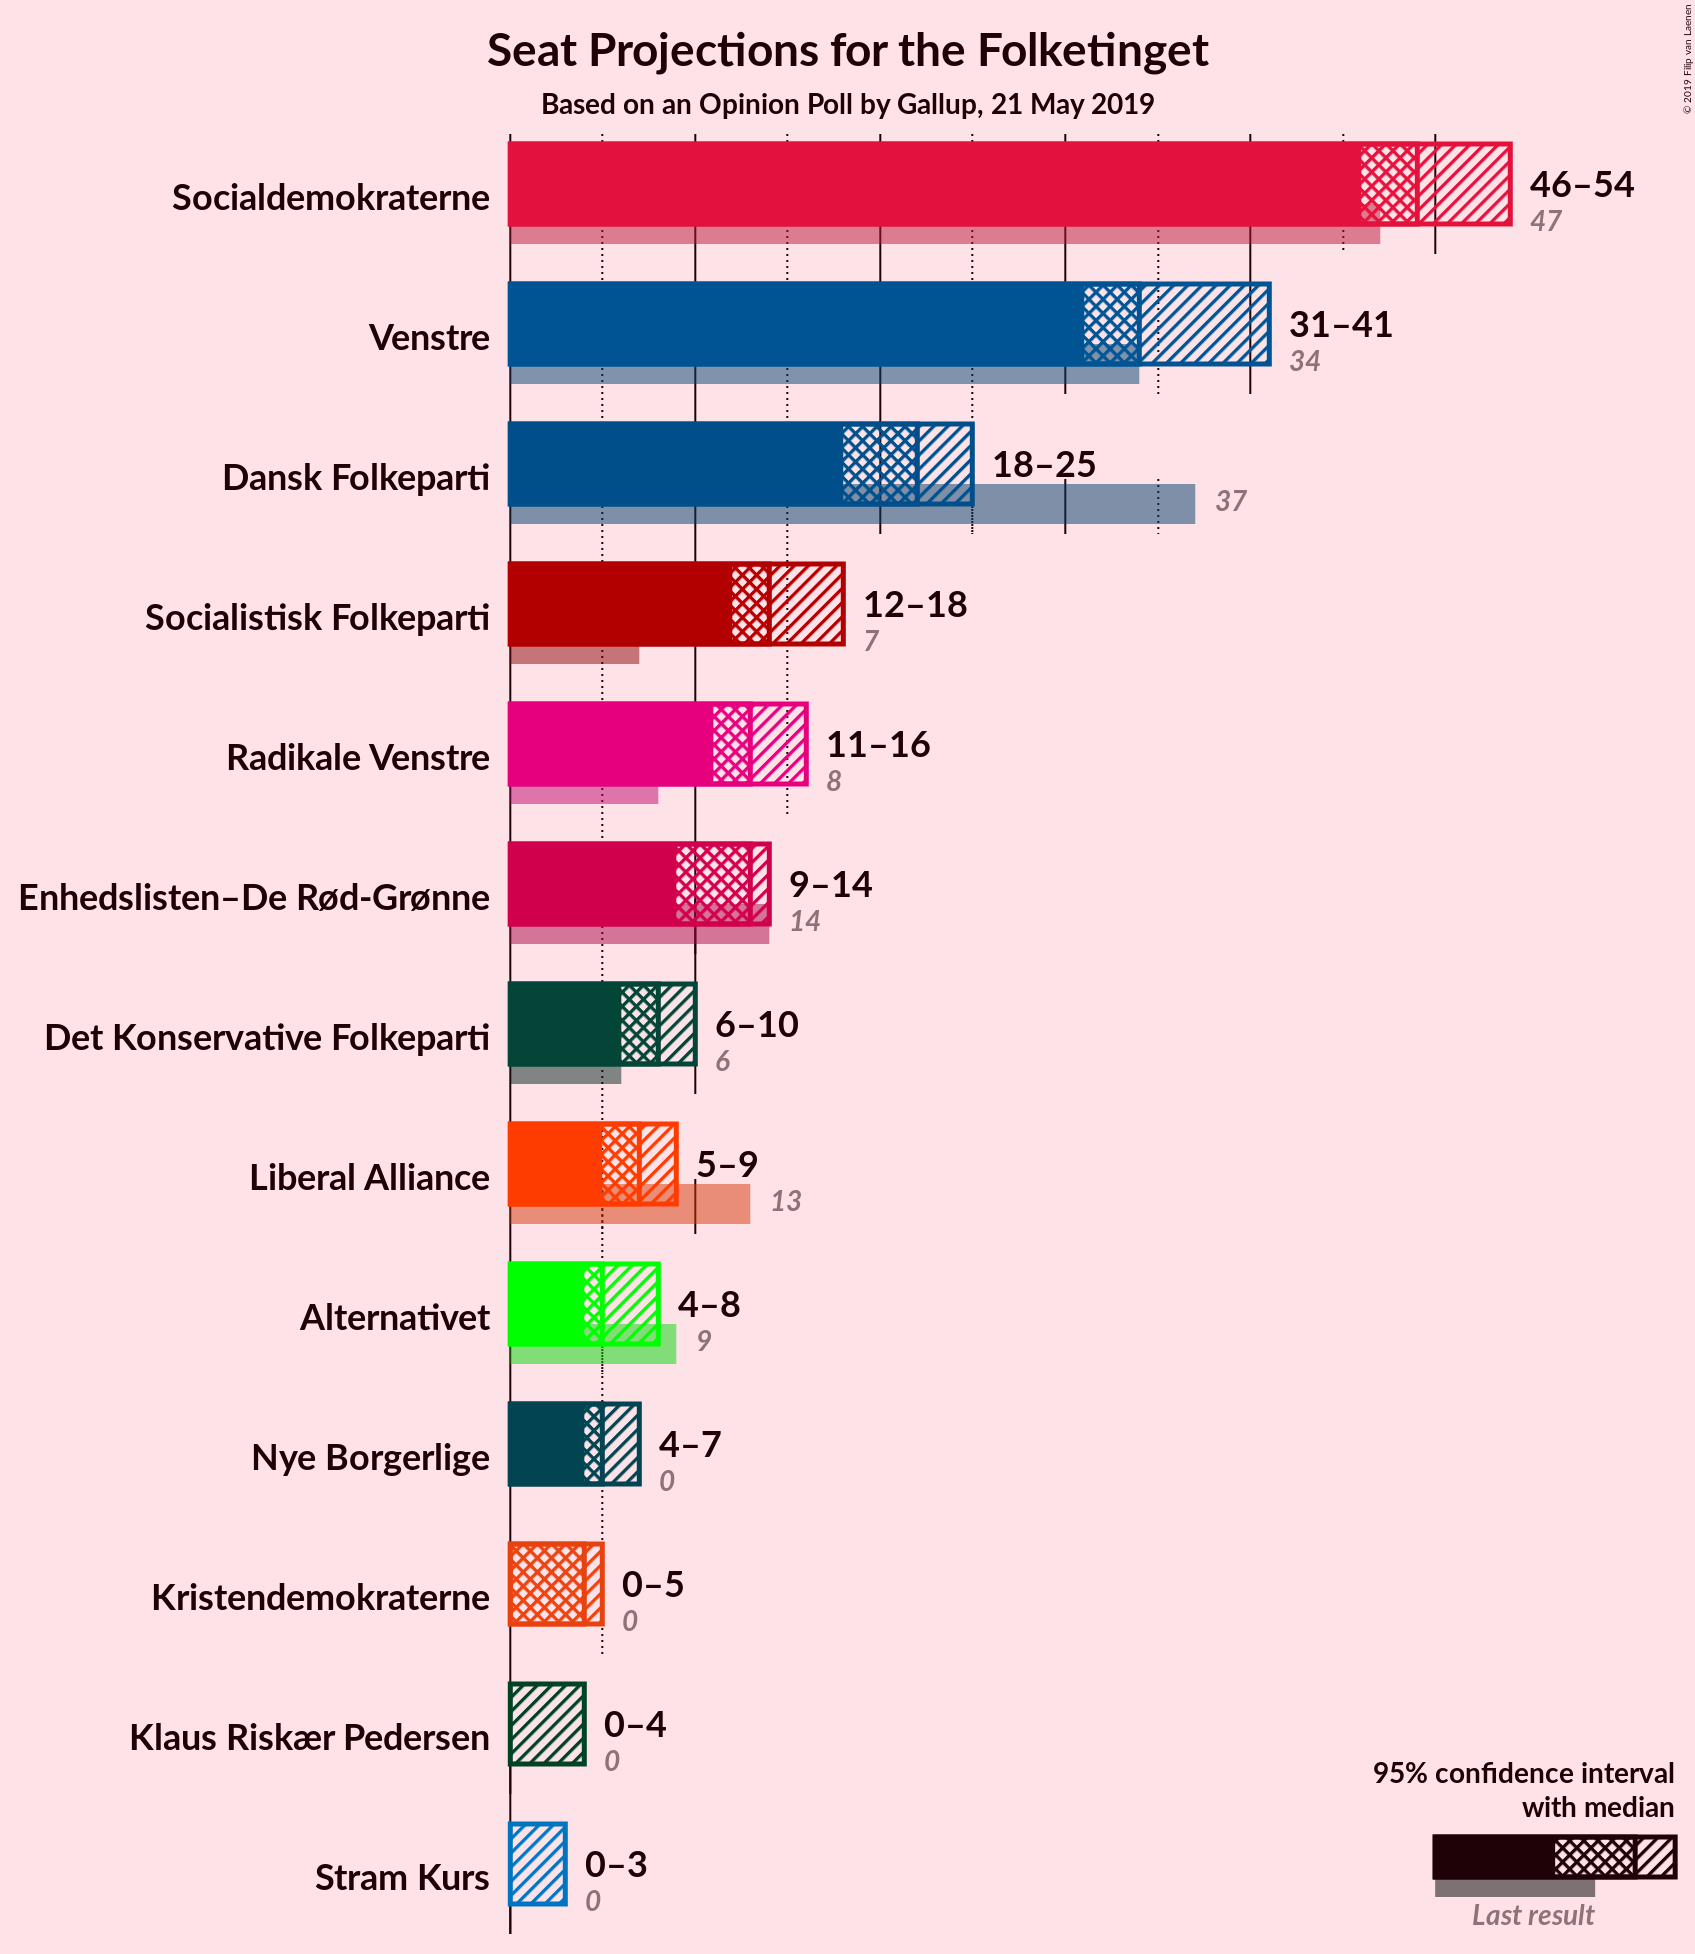 Seat Projections for the Folketinget
Based on an Opinion Poll by Gallup, 21 May 2019
© 2019 Filip van Laenen
Socialdemokraterne
46–54
47
Venstre
31–41
34
Dansk Folkeparti
18–25
37
Socialistisk Folkeparti
12–18
7
Radikale Venstre
11–16
8
Enhedslisten–De Rød-Grønne
9–14
14
Det Konservative Folkeparti
6–10
6
Liberal Alliance
5–9
13
Alternativet
4–8
9
Nye Borgerlige
4–7
0
Kristendemokraterne
0–5
0
Klaus Riskær Pedersen
0–4
0
Stram Kurs
0–3
0
95% confidence interval
with median
Last result